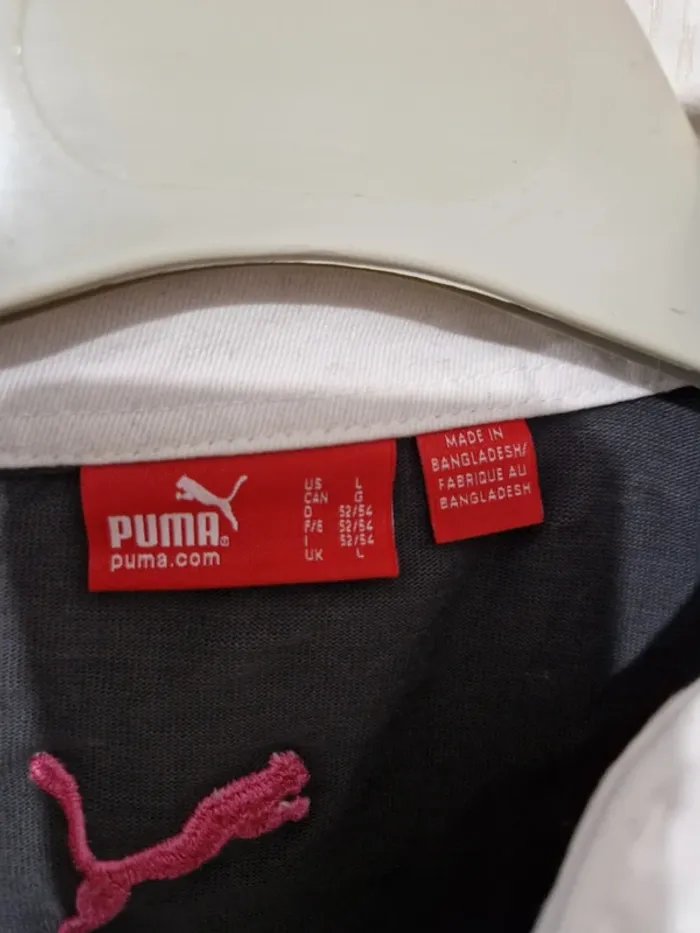 PUMA®
puma.com
US L
CAN G
D 52/54
F/E 52/54
I 52/54
UK L
MADE IN
BANGLADESH/
FABRIQUE AU
BANGLADESH